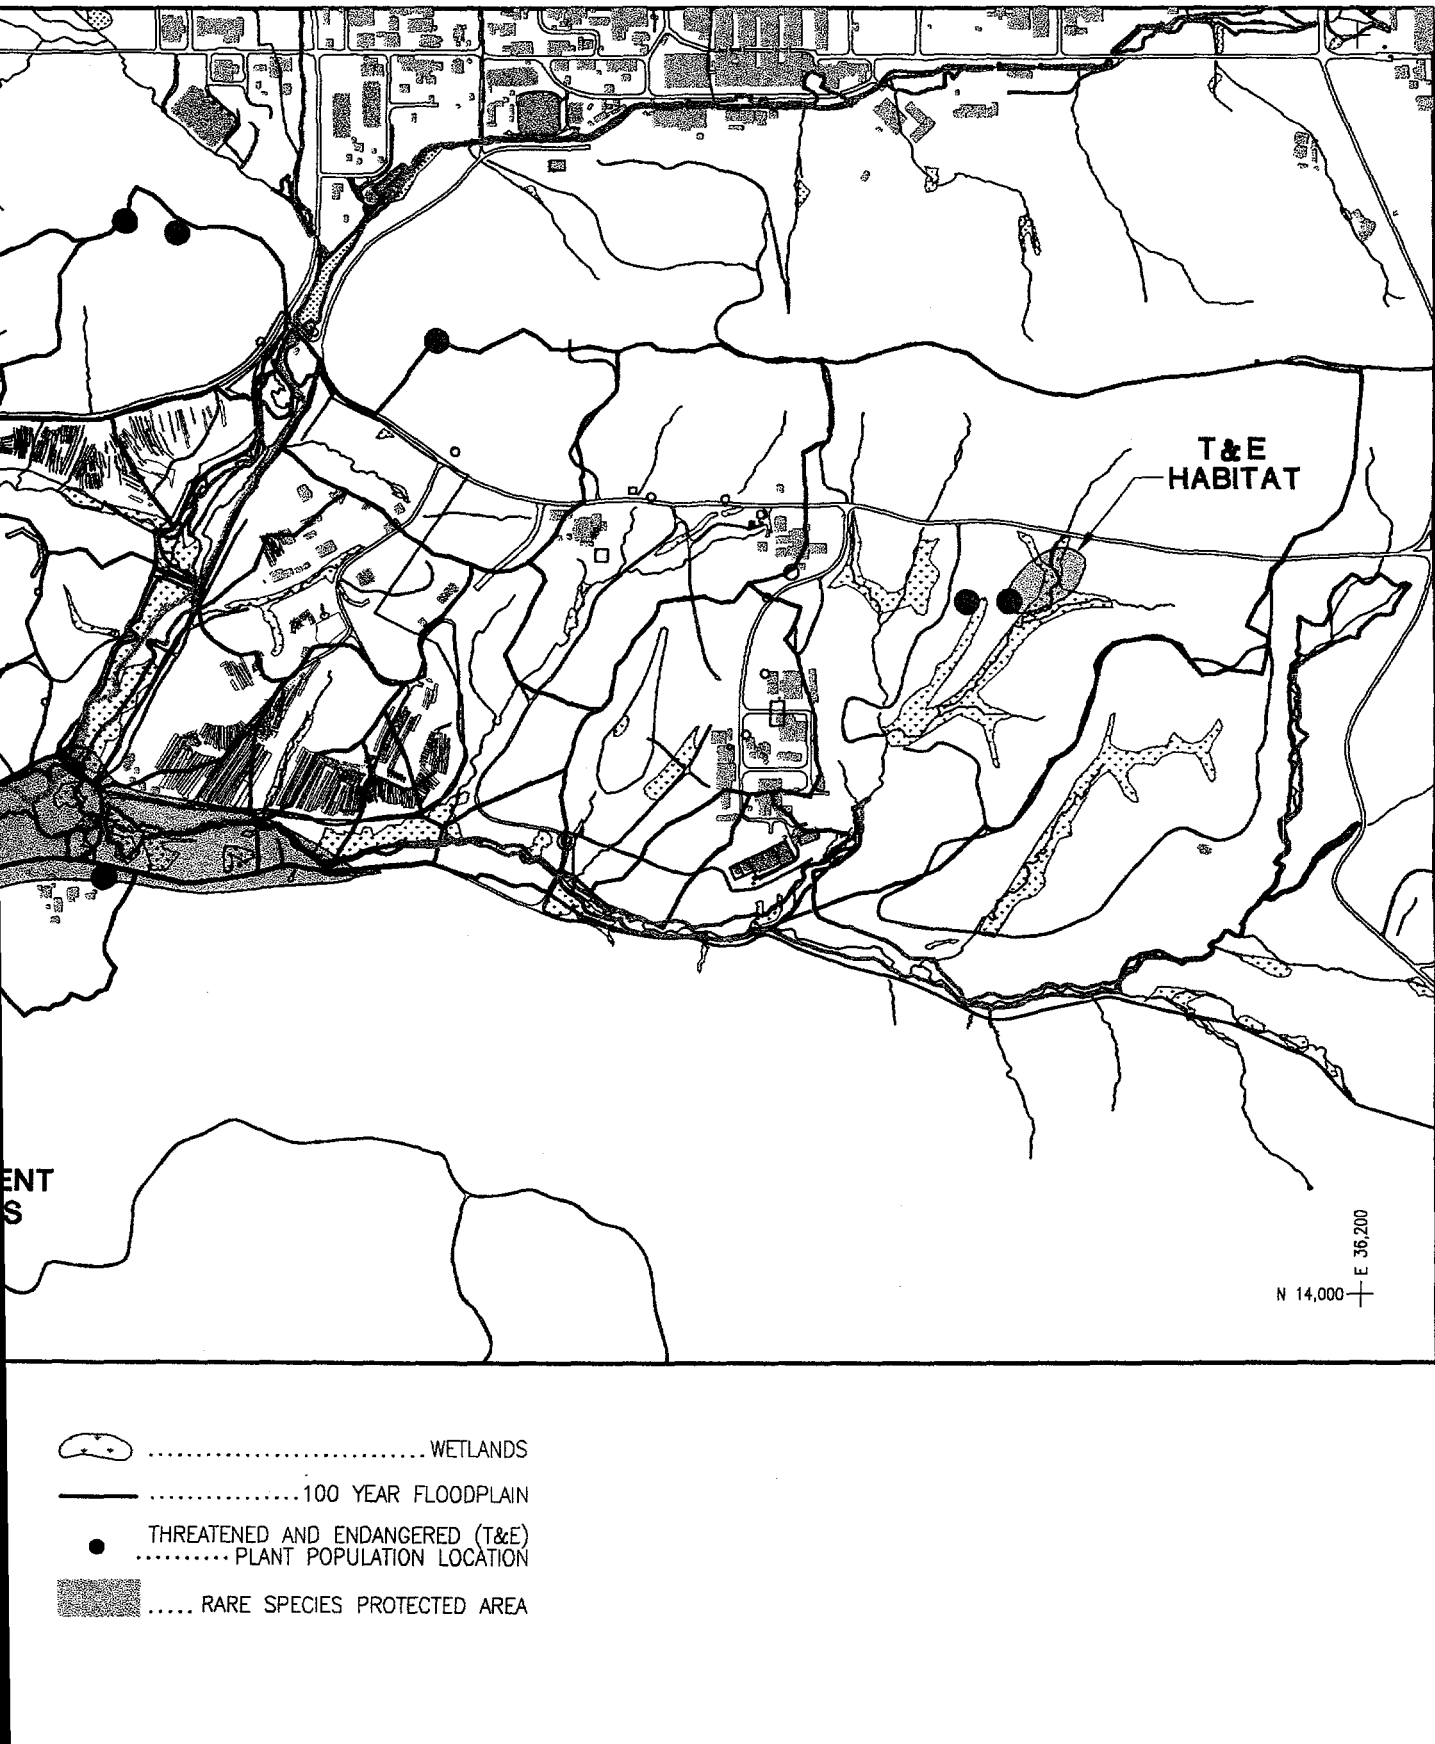 T&E
HABITAT
ENT
S
E 36,200
N 14,000
............................ WETLANDS
................ 100 YEAR FLOODPLAIN
THREATENED AND ENDANGERED (T&E)
.......... PLANT POPULATION LOCATION
..... RARE SPECIES PROTECTED AREA